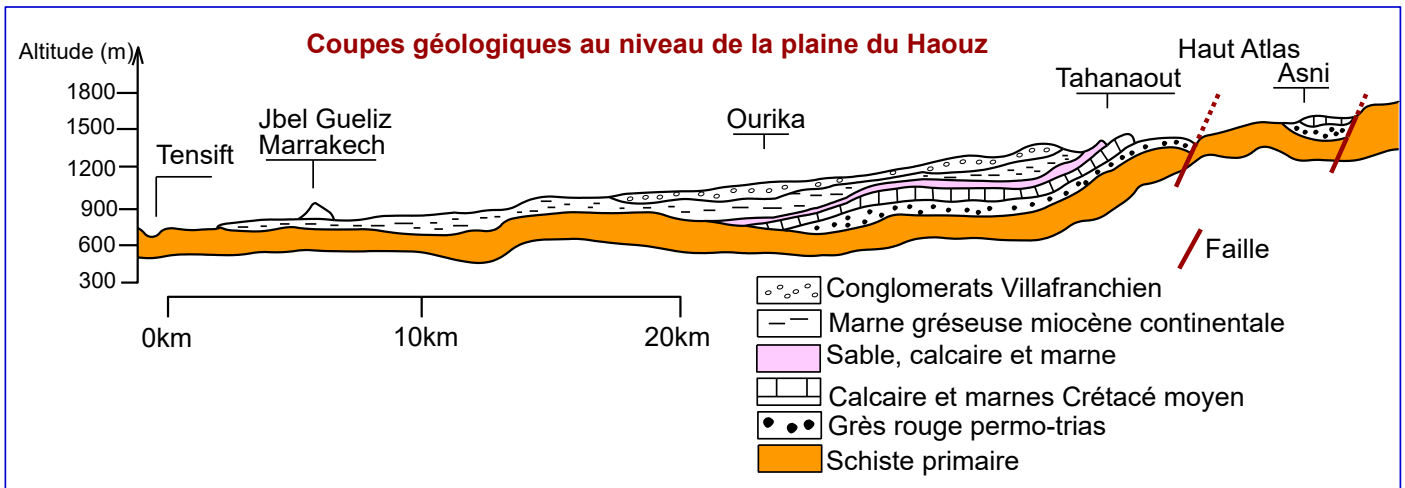 Coupes géologiques au niveau de la plaine du Haouz
Altitude (m)
1800
1500
1200
900
600
300
Tensift
Jbel Gueliz
Marrakech
Ourika
Tahanaout
Haut Atlas
Asni
Faille
0km
10km
20km
Conglomerats Villafranchien
Marne gréseuse miocène continentale
Sable, calcaire et marne
Calcaire et marnes Crétacé moyen
Grès rouge permo-trias
Schiste primaire